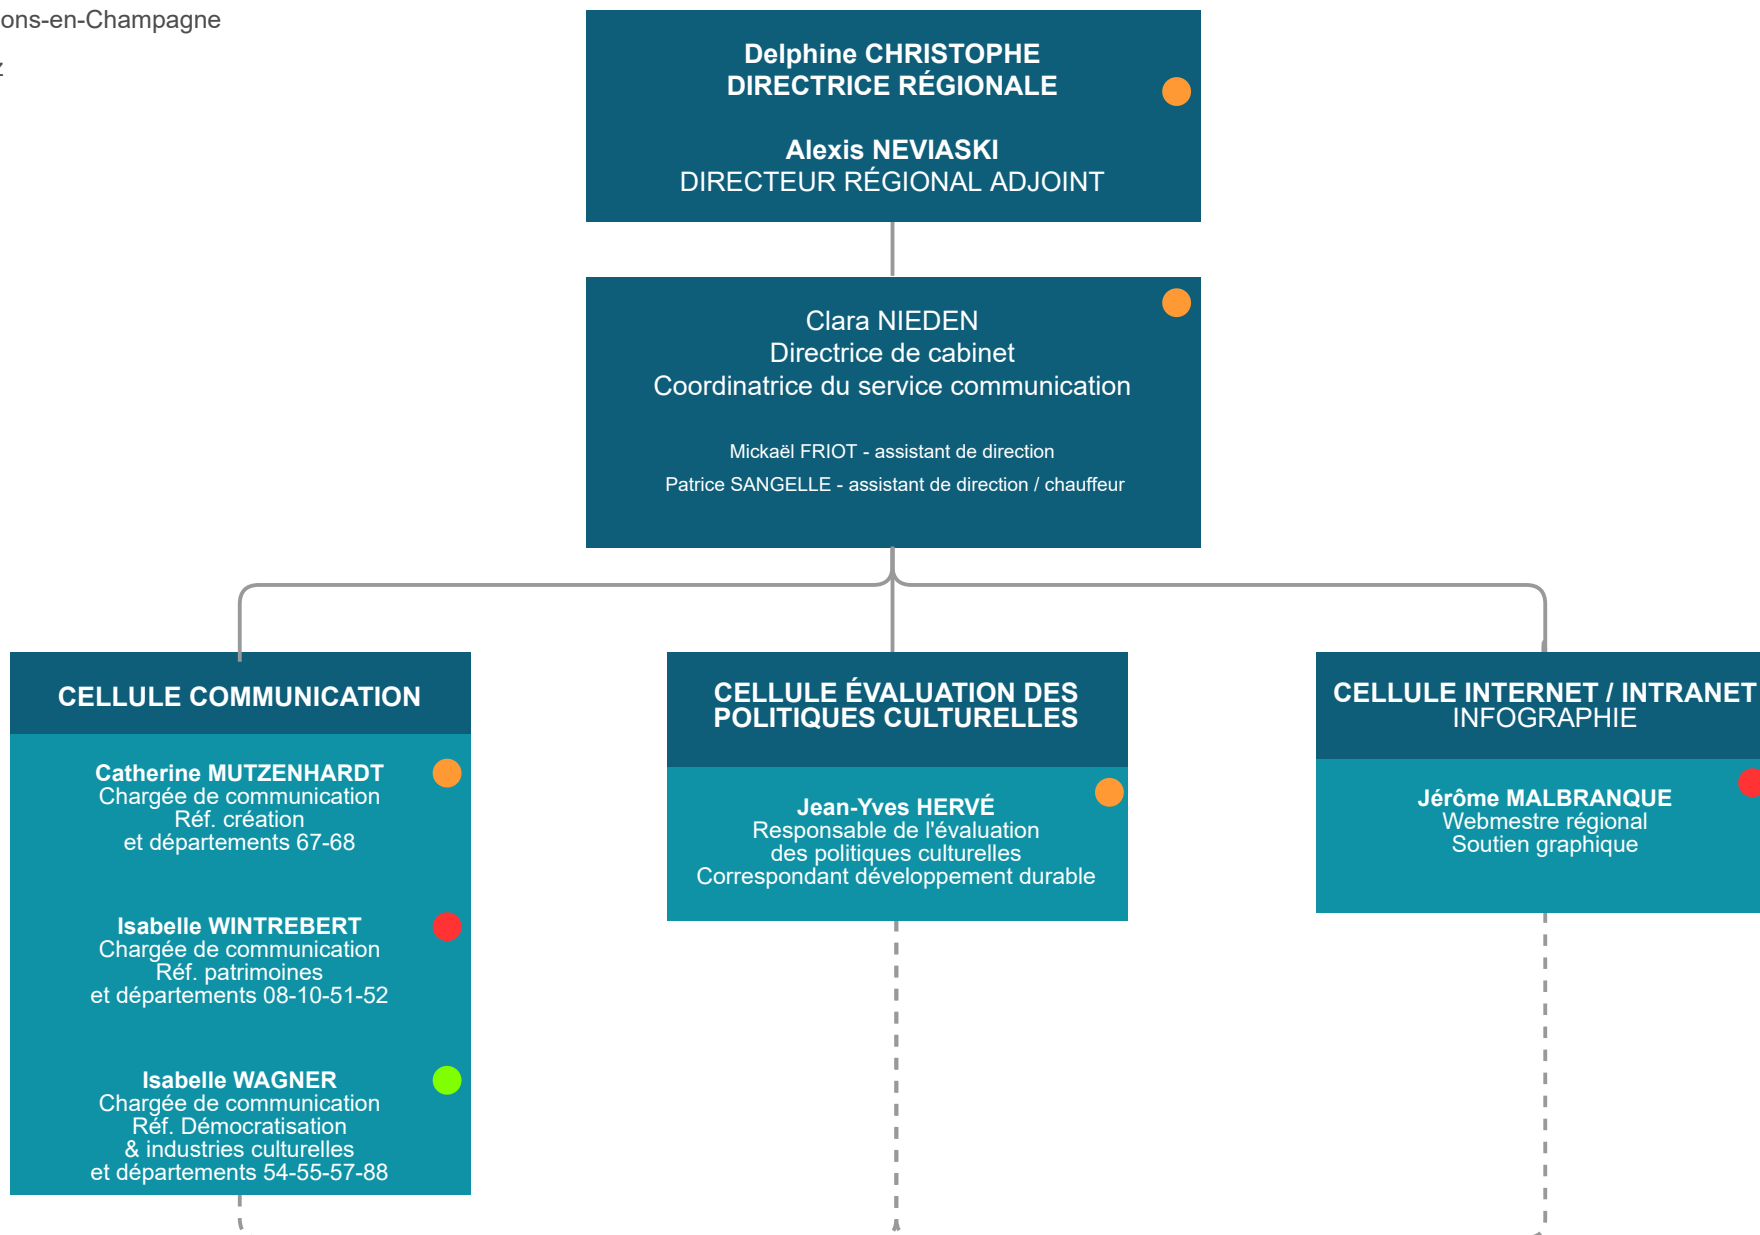 ons-en-Champagne
z
Delphine CHRISTOPHE
DIRECTRICE RÉGIONALE
Alexis NEVIASKI
DIRECTEUR RÉGIONAL ADJOINT
Clara NIEDEN
Directrice de cabinet
Coordinatrice du service communication
Mickaël FRIOT - assistant de direction
Patrice SANGELLE - assistant de direction / chauffeur
CELLULE COMMUNICATION
Catherine MUTZENHARDT
Chargée de communication
Réf. création
et départements 67-68
Isabelle WINTREBERT
Chargée de communication
Réf. patrimoines
et départements 08-10-51-52
Isabelle WAGNER
Chargée de communication
Réf. Démocratisation
& industries culturelles
et départements 54-55-57-88
CELLULE ÉVALUATION DES
POLITIQUES CULTURELLES
Jean-Yves HERVÉ
Responsable de l'évaluation
des politiques culturelles
Correspondant développement durable
CELLULE INTERNET / INTRANET
INFOGRAPHIE
Jérôme MALBRANQUE
Webmestre régional
Soutien graphique